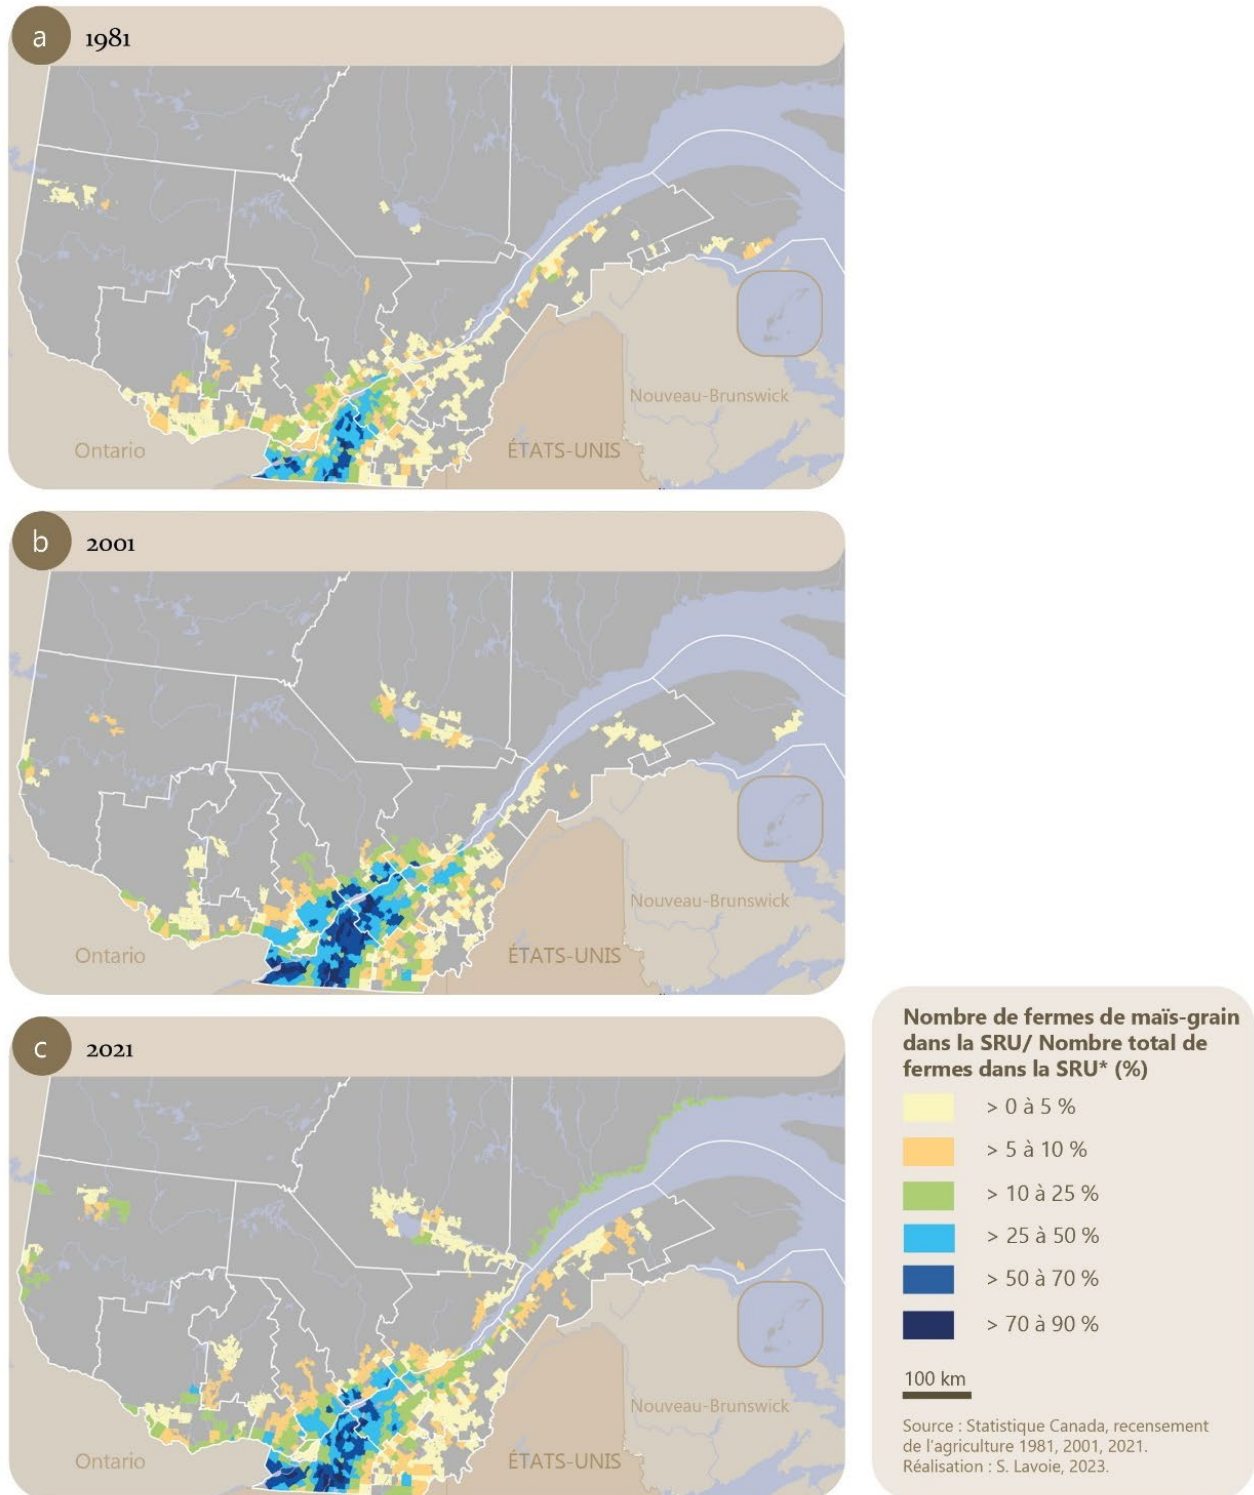 a
1981
Nouveau-Brunswick
Ontario
ÉTATS-UNIS
b
2001
Nouveau-Brunswick
Ontario
ÉTATS-UNIS
c
2021
Nouveau-Brunswick
Ontario
ÉTATS-UNIS
Nombre de fermes de maïs-grain
dans la SRU/ Nombre total de
fermes dans la SRU* (%)
> 0 à 5 %
> 5 à 10 %
> 10 à 25 %
> 25 à 50 %
> 50 à 70 %
> 70 à 90 %
100 km
Source : Statistique Canada, recensement
de l'agriculture 1981, 2001, 2021.
Réalisation : S. Lavoie, 2023.